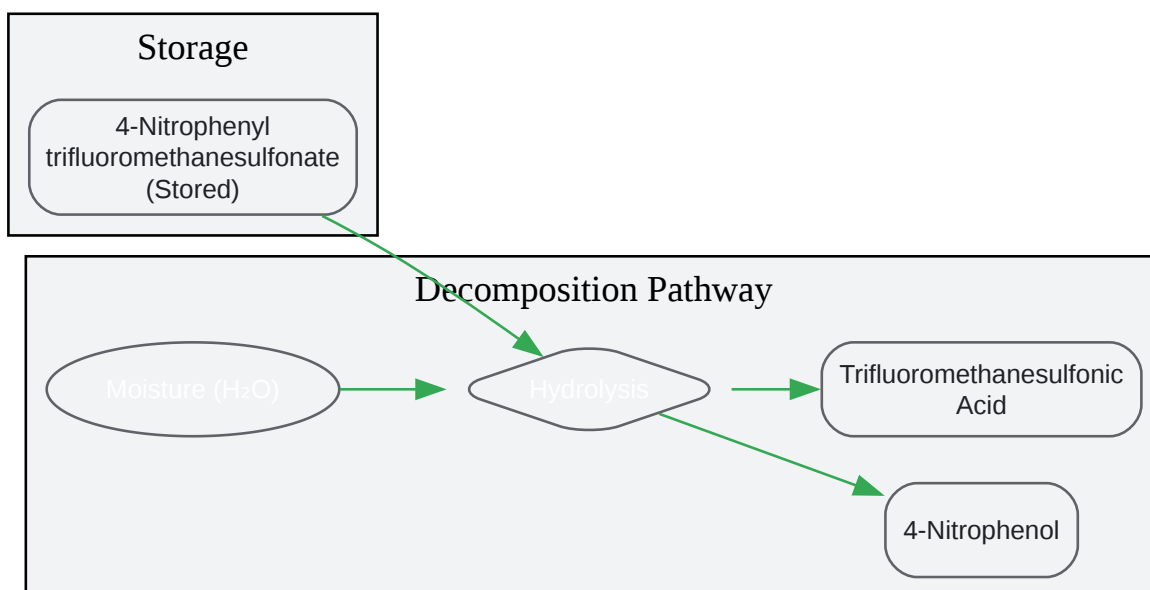 Storage
4-Nitrophenyl
trifluoromethanesulfonate
(Stored)
Decomposition Pathway
Moisture (H₂O)
Hydrolysis
Trifluoromethanesulfonic
Acid
4-Nitrophenol